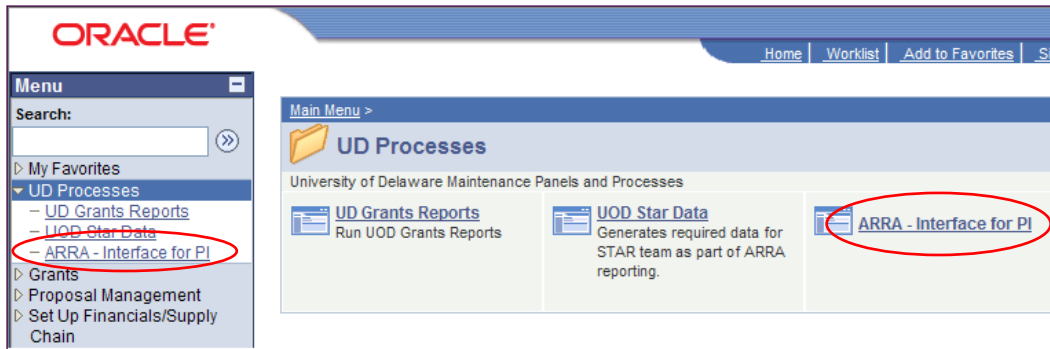 ORACLE
Home Worklist Add to Favorites
Menu
Search:
My Favorites
UD Processes
UD Grants Reports
UOD Star Data
ARRA - Interface for PI
Grants
Proposal Management
Set Up Financials/Supply
Chain
Main Menu >
UD Processes
University of Delaware Maintenance Panels and Processes
UD Grants Reports
Run UOD Grants Reports
UOD Star Data
Generates required data for
STAR team as part of ARRA
reporting.
ARRA - Interface for PI